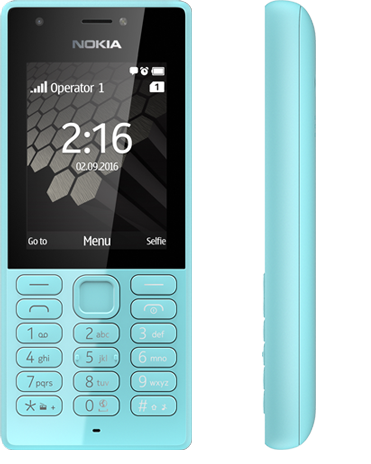 NOKIA
Operator 1
1
2:16
02.09.2016
Go to Menu Selfie
1 2 abc 3 def
4 ghi 5 jkl 6 mno
7 pqrs 8 tuv 9 wxyz
* + 0 #